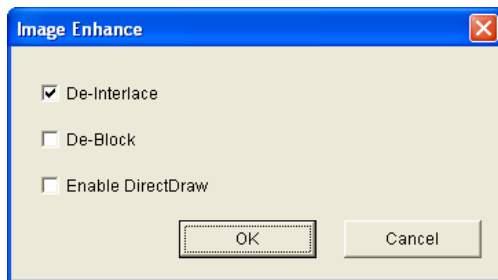 Image Enhance
De-Interlace
De-Block
Enable DirectDraw
OK
Cancel